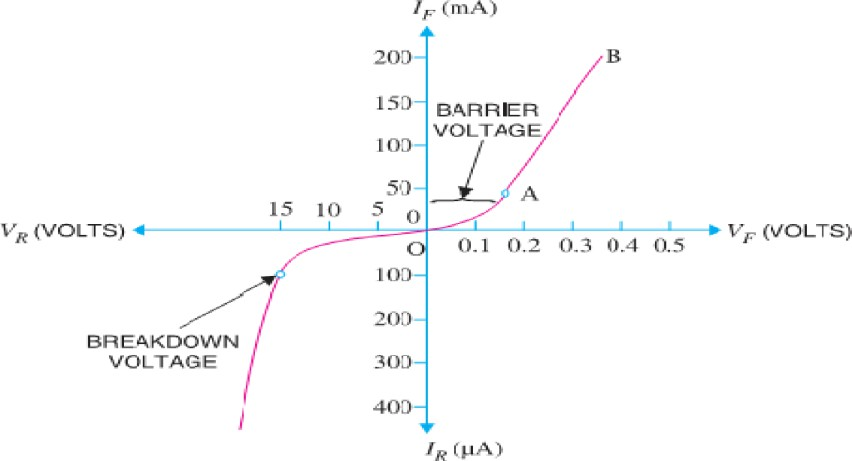 I_F (mA)
200
B
150
BARRIER
VOLTAGE
100
50
A
15 10 5 0
V_R (VOLTS)
O
0.1 0.2 0.3 0.4 0.5
V_F (VOLTS)
100
200
BREAKDOWN
VOLTAGE
300
400
I_R (µA)